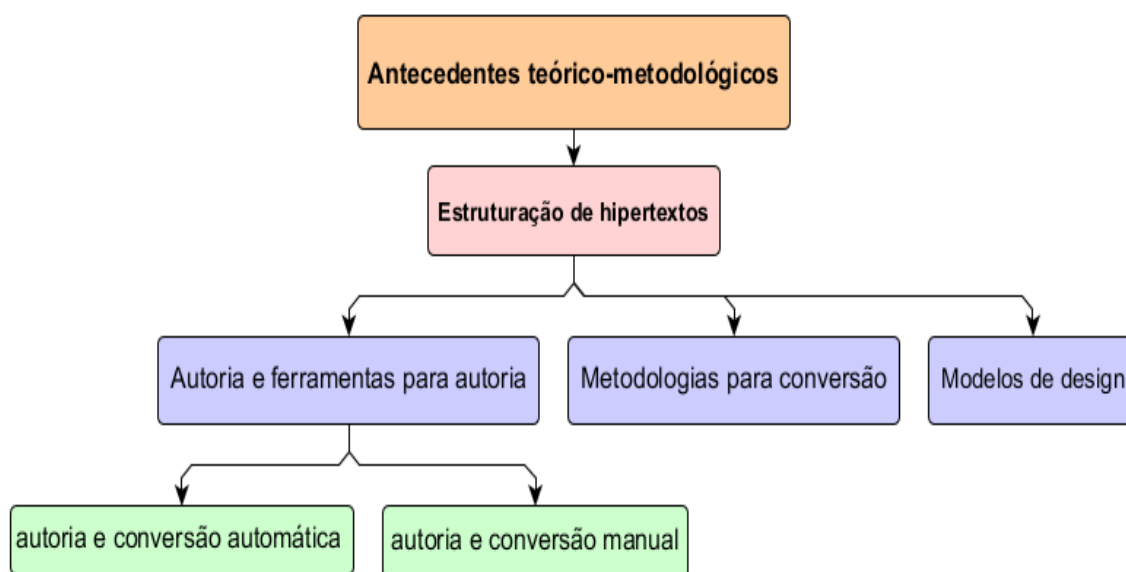 Antecedentes teórico-metodológicos
Estruturação de hipertextos
Autoria e ferramentas para autoria
Metodologias para conversão
Modelos de design
autoria e conversão automática
autoria e conversão manual